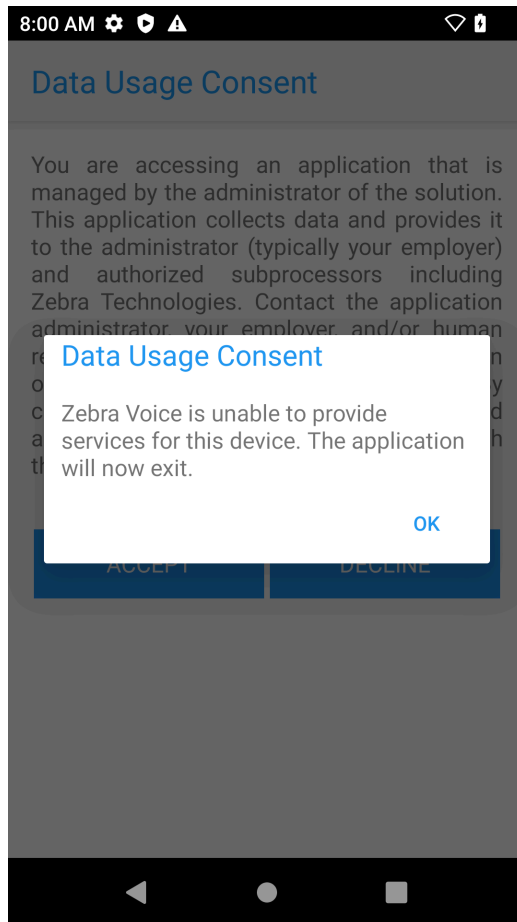 8:00 AM
Data Usage Consent
You are accessing an application that is
managed by the administrator of the solution.
This application collects data and provides it
to the administrator (typically your employer)
and authorized subprocessors including
Zebra Technologies. Contact the application
administrator, your employer, and/or human
Data Usage Consent
Zebra Voice is unable to provide
services for this device. The application
will now exit.
OK
ACCEPT
DECLINE